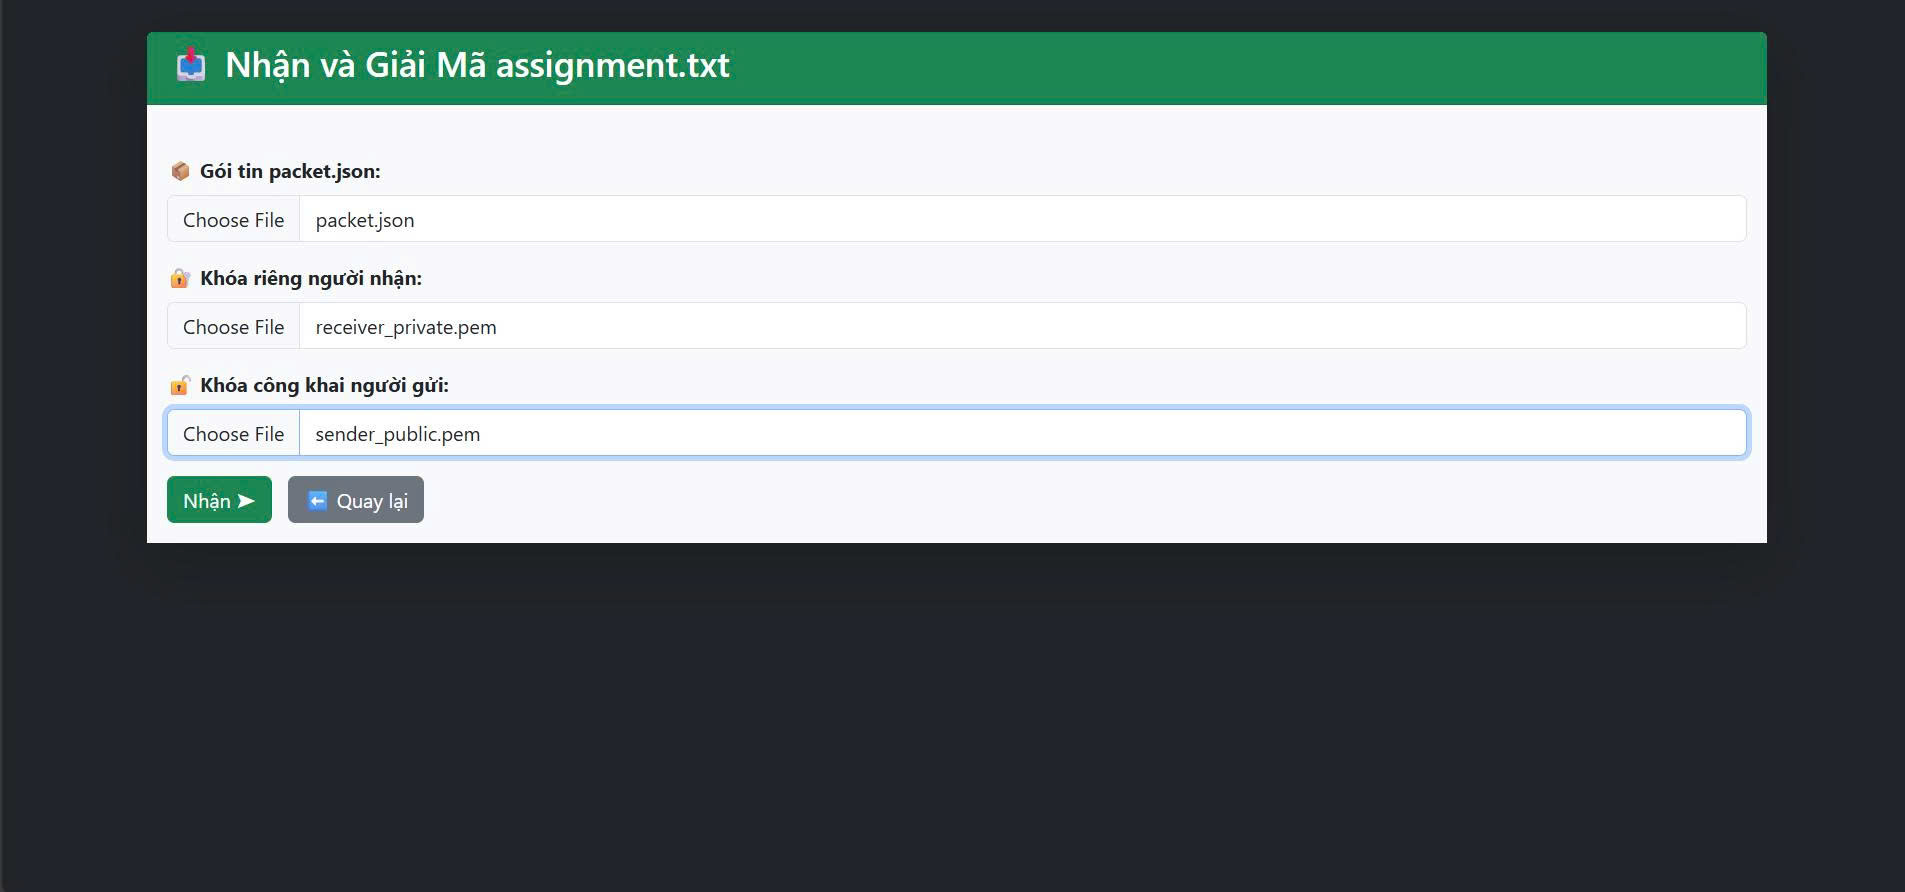 Nhận và Giải Mã assignment.txt
Gói tin packet.json:
Choose File packet.json
Khóa riêng người nhận:
Choose File receiver_private.pem
Khóa công khai người gửi:
Choose File sender_public.pem
Nhận ➤ Quay lại